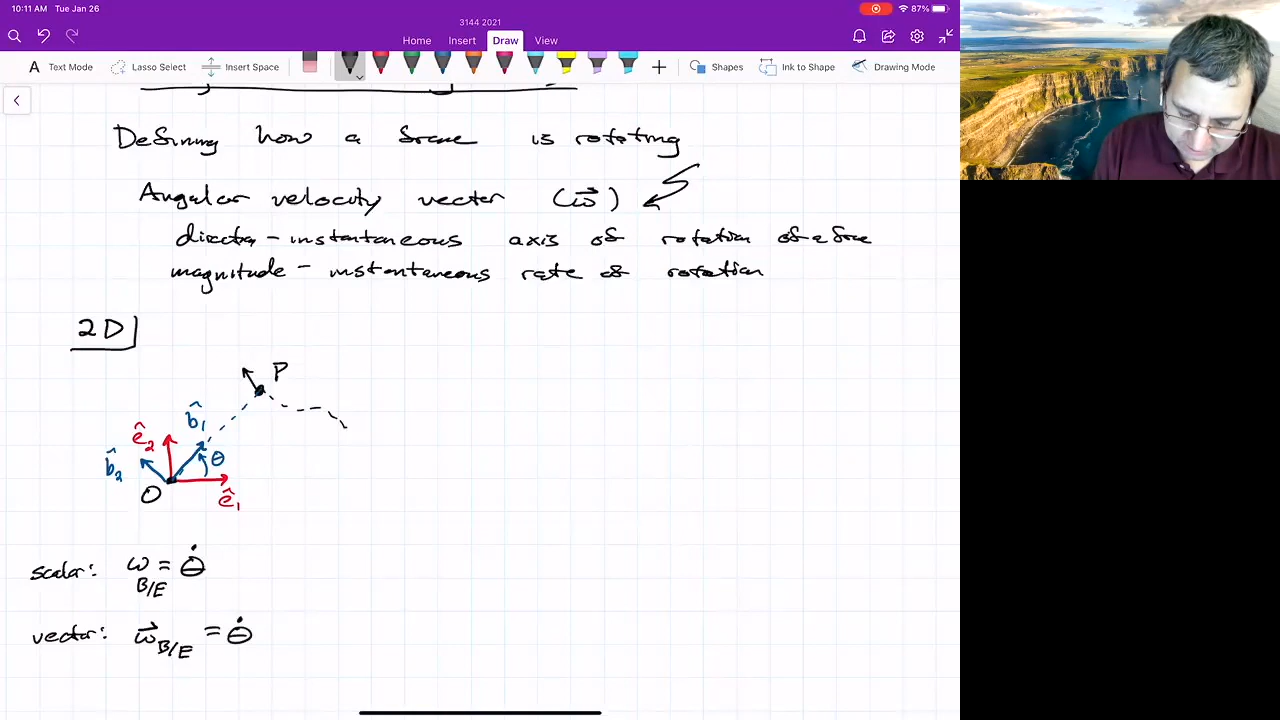 10:11 AM Tue Jan 26
87%
3144 2021
Home Insert Draw View
Text Mode Lasso Select Insert Space Shapes Ink to Shape Drawing Mode
Defining how a frame is rotating
Angular velocity vector (ω⃗)
direction - instantaneous axis of rotation of a frame
magnitude - instantaneous rate of rotation
2D
P
b̂₁
ê₂
θ
b̂₂
O
ê₁
scalar: ω B/E = θ̇
vector: ω⃗ B/E = θ̇